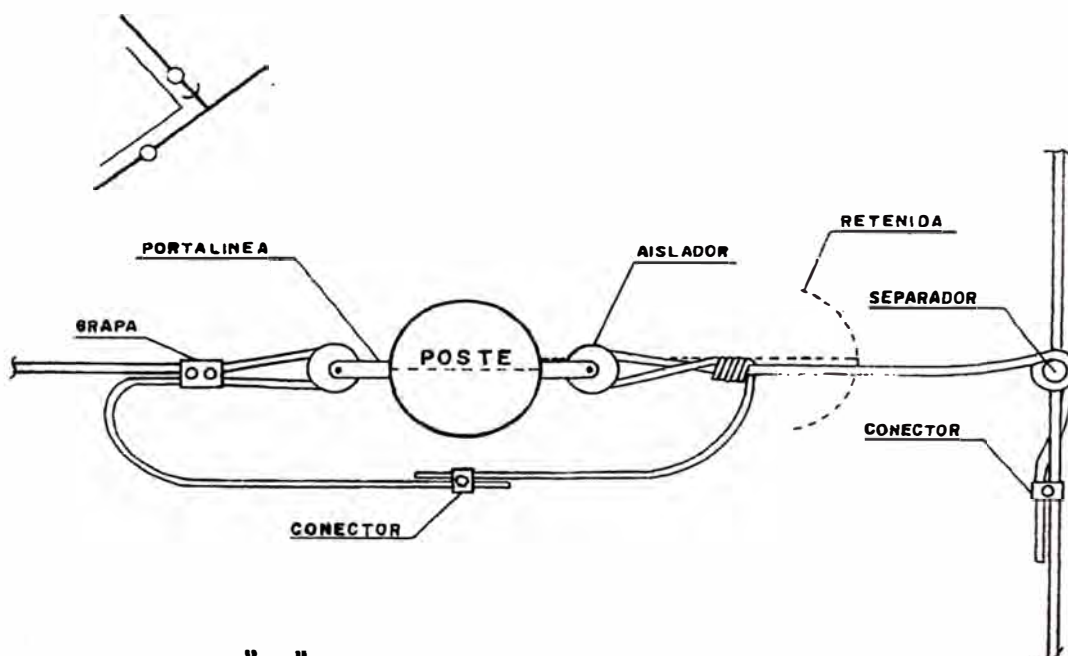 RETENIDA
PORTALINEA
AISLADOR
SEPARADOR
GRAPA
POSTE
CONECTOR
CONECTOR
" "